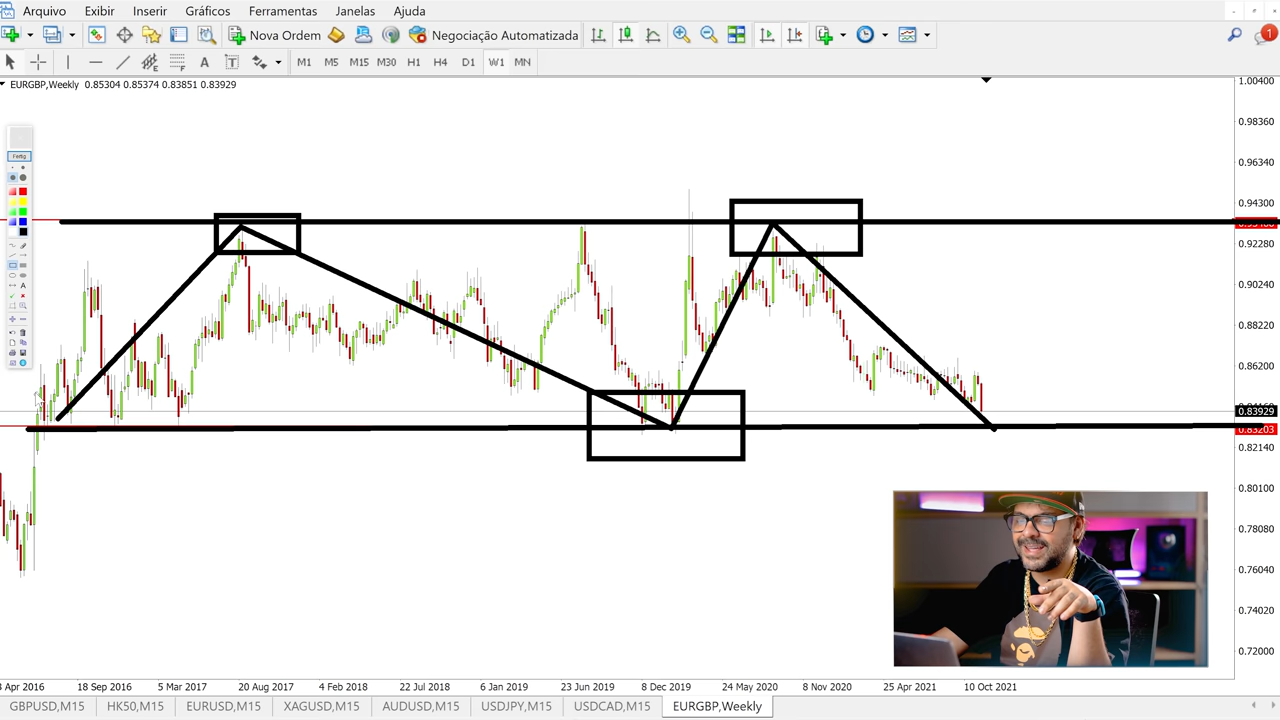 Arquivo Exibir Inserir Gráficos Ferramentas Janelas Ajuda
Nova Ordem Negociação Automatizada
A T M1 M5 M15 M30 H1 H4 D1 W1 MN
EURGBP,Weekly 0.85304 0.85374 0.83851 0.83929
Fertig
A
1.00400
0.98360
0.96340
0.94300
0.92280
0.90240
0.88220
0.86200
0.83929
0.83203
0.82140
0.80100
0.78080
0.76040
0.74020
0.72000
Apr 2016 18 Sep 2016 5 Mar 2017 20 Aug 2017 4 Feb 2018 22 Jul 2018 6 Jan 2019 23 Jun 2019 8 Dec 2019 24 May 2020 8 Nov 2020 25 Apr 2021 10 Oct 2021
GBPUSD,M15 HK50,M15 EURUSD,M15 XAGUSD,M15 AUDUSD,M15 USDJPY,M15 USDCAD,M15 EURGBP,Weekly
1